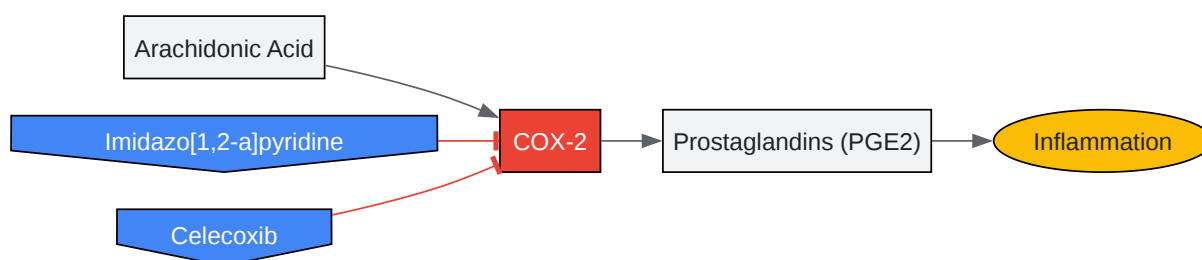 Arachidonic Acid
Imidazo[1,2-a]pyridine
COX-2
Prostaglandins (PGE2)
Inflammation
Celecoxib